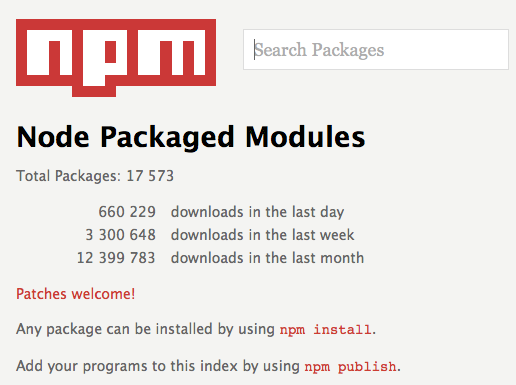 npm
Search Packages
Node Packaged Modules
Total Packages: 17 573
660 229 downloads in the last day
3 300 648 downloads in the last week
12 399 783 downloads in the last month
Patches welcome!
Any package can be installed by using npm install.
Add your programs to this index by using npm publish.